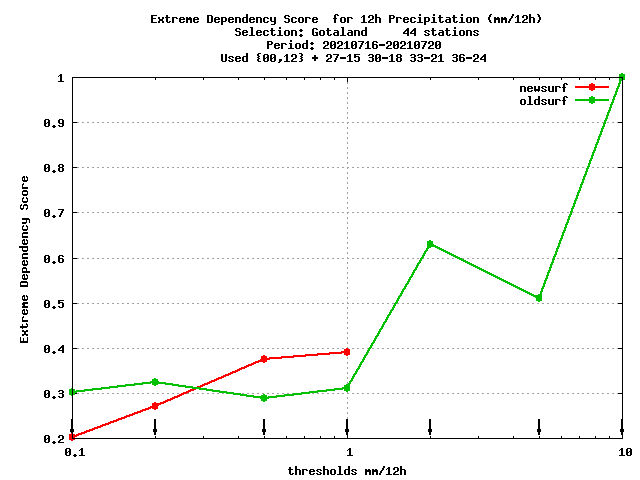 Extreme Dependency Score  for 12h Precipitation (mm/12h)
Selection: Gotaland     44 stations
Period: 20210716-20210720
Used {00,12} + 27-15 30-18 33-21 36-24
newsurf
oldsurf
1
0.9
0.8
0.7
0.6
0.5
0.4
0.3
0.2
Extreme Dependency Score
0.1 1 10
thresholds mm/12h